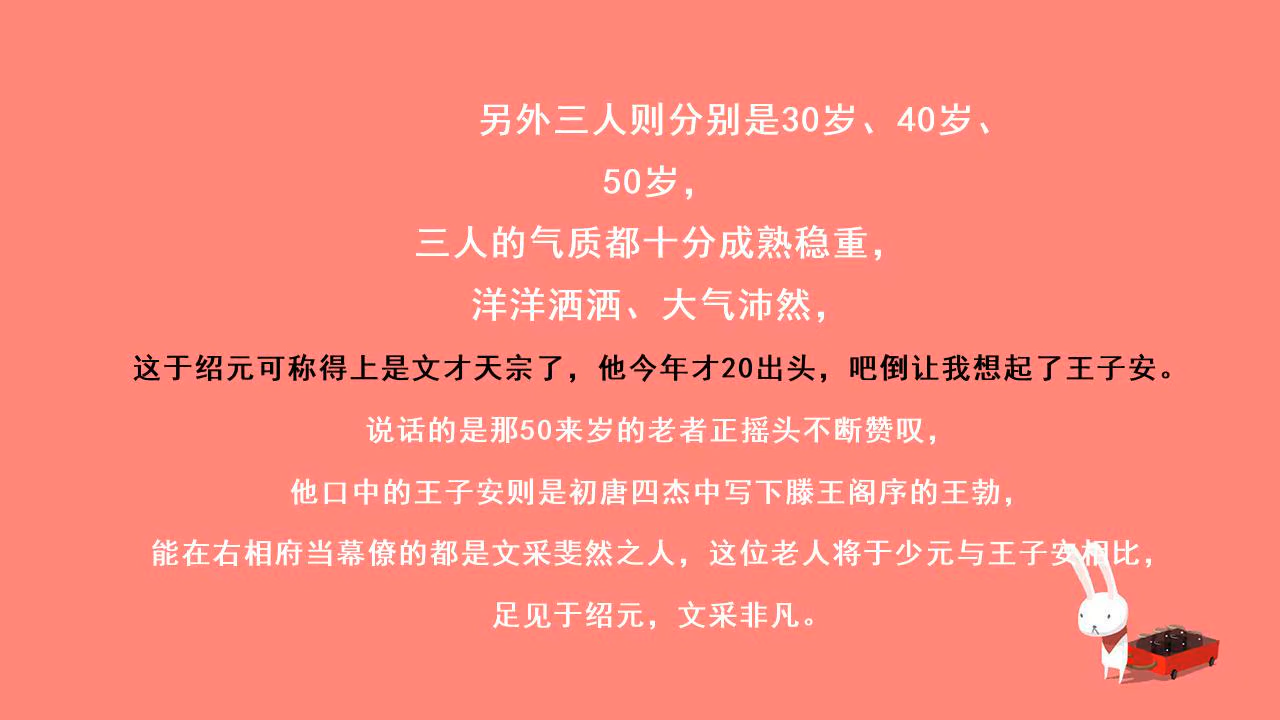 另外三人则分别是30岁、40岁、
50岁，
三人的气质都十分成熟稳重，
洋洋洒洒、大气沛然，
这于绍元可称得上是文才天宗了，他今年才20出头，吧倒让我想起了王子安。
说话的是那50来岁的老者正摇头不断赞叹，
他口中的王子安则是初唐四杰中写下滕王阁序的王勃，
能在右相府当幕僚的都是文采斐然之人，这位老人将于少元与王子安相比，
足见于绍元，文采非凡。